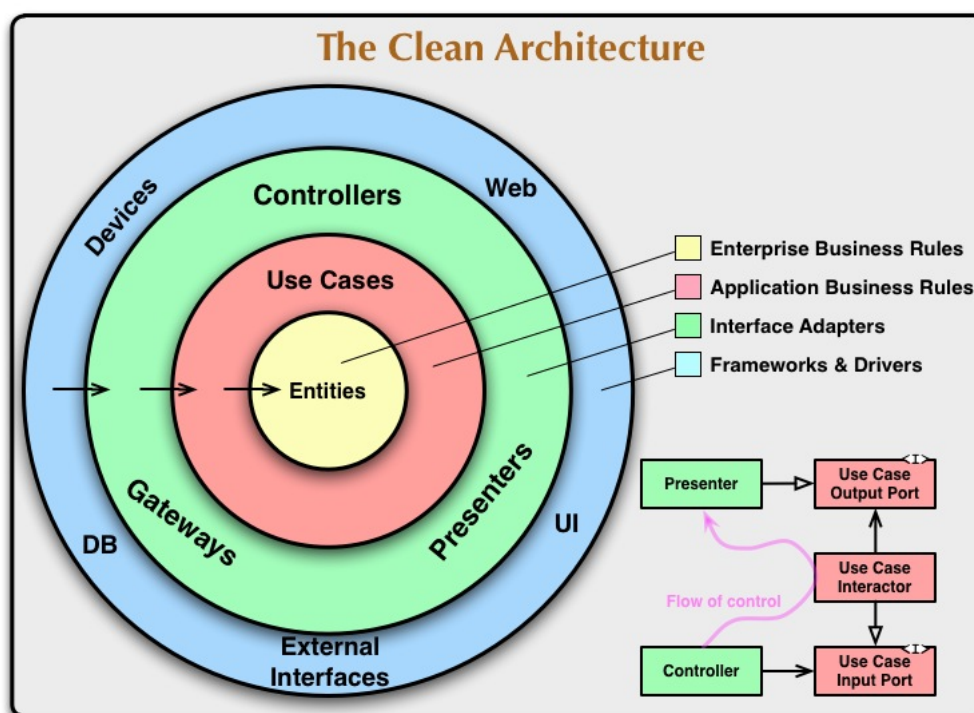 The Clean Architecture
Devices
Controllers
Web
Use Cases
Entities
Gateways
Presenters
DB
UI
External
Interfaces
Enterprise Business Rules
Application Business Rules
Interface Adapters
Frameworks & Drivers
Presenter
<I>
Use Case
Output Port
Use Case
Interactor
Flow of control
Controller
<I>
Use Case
Input Port